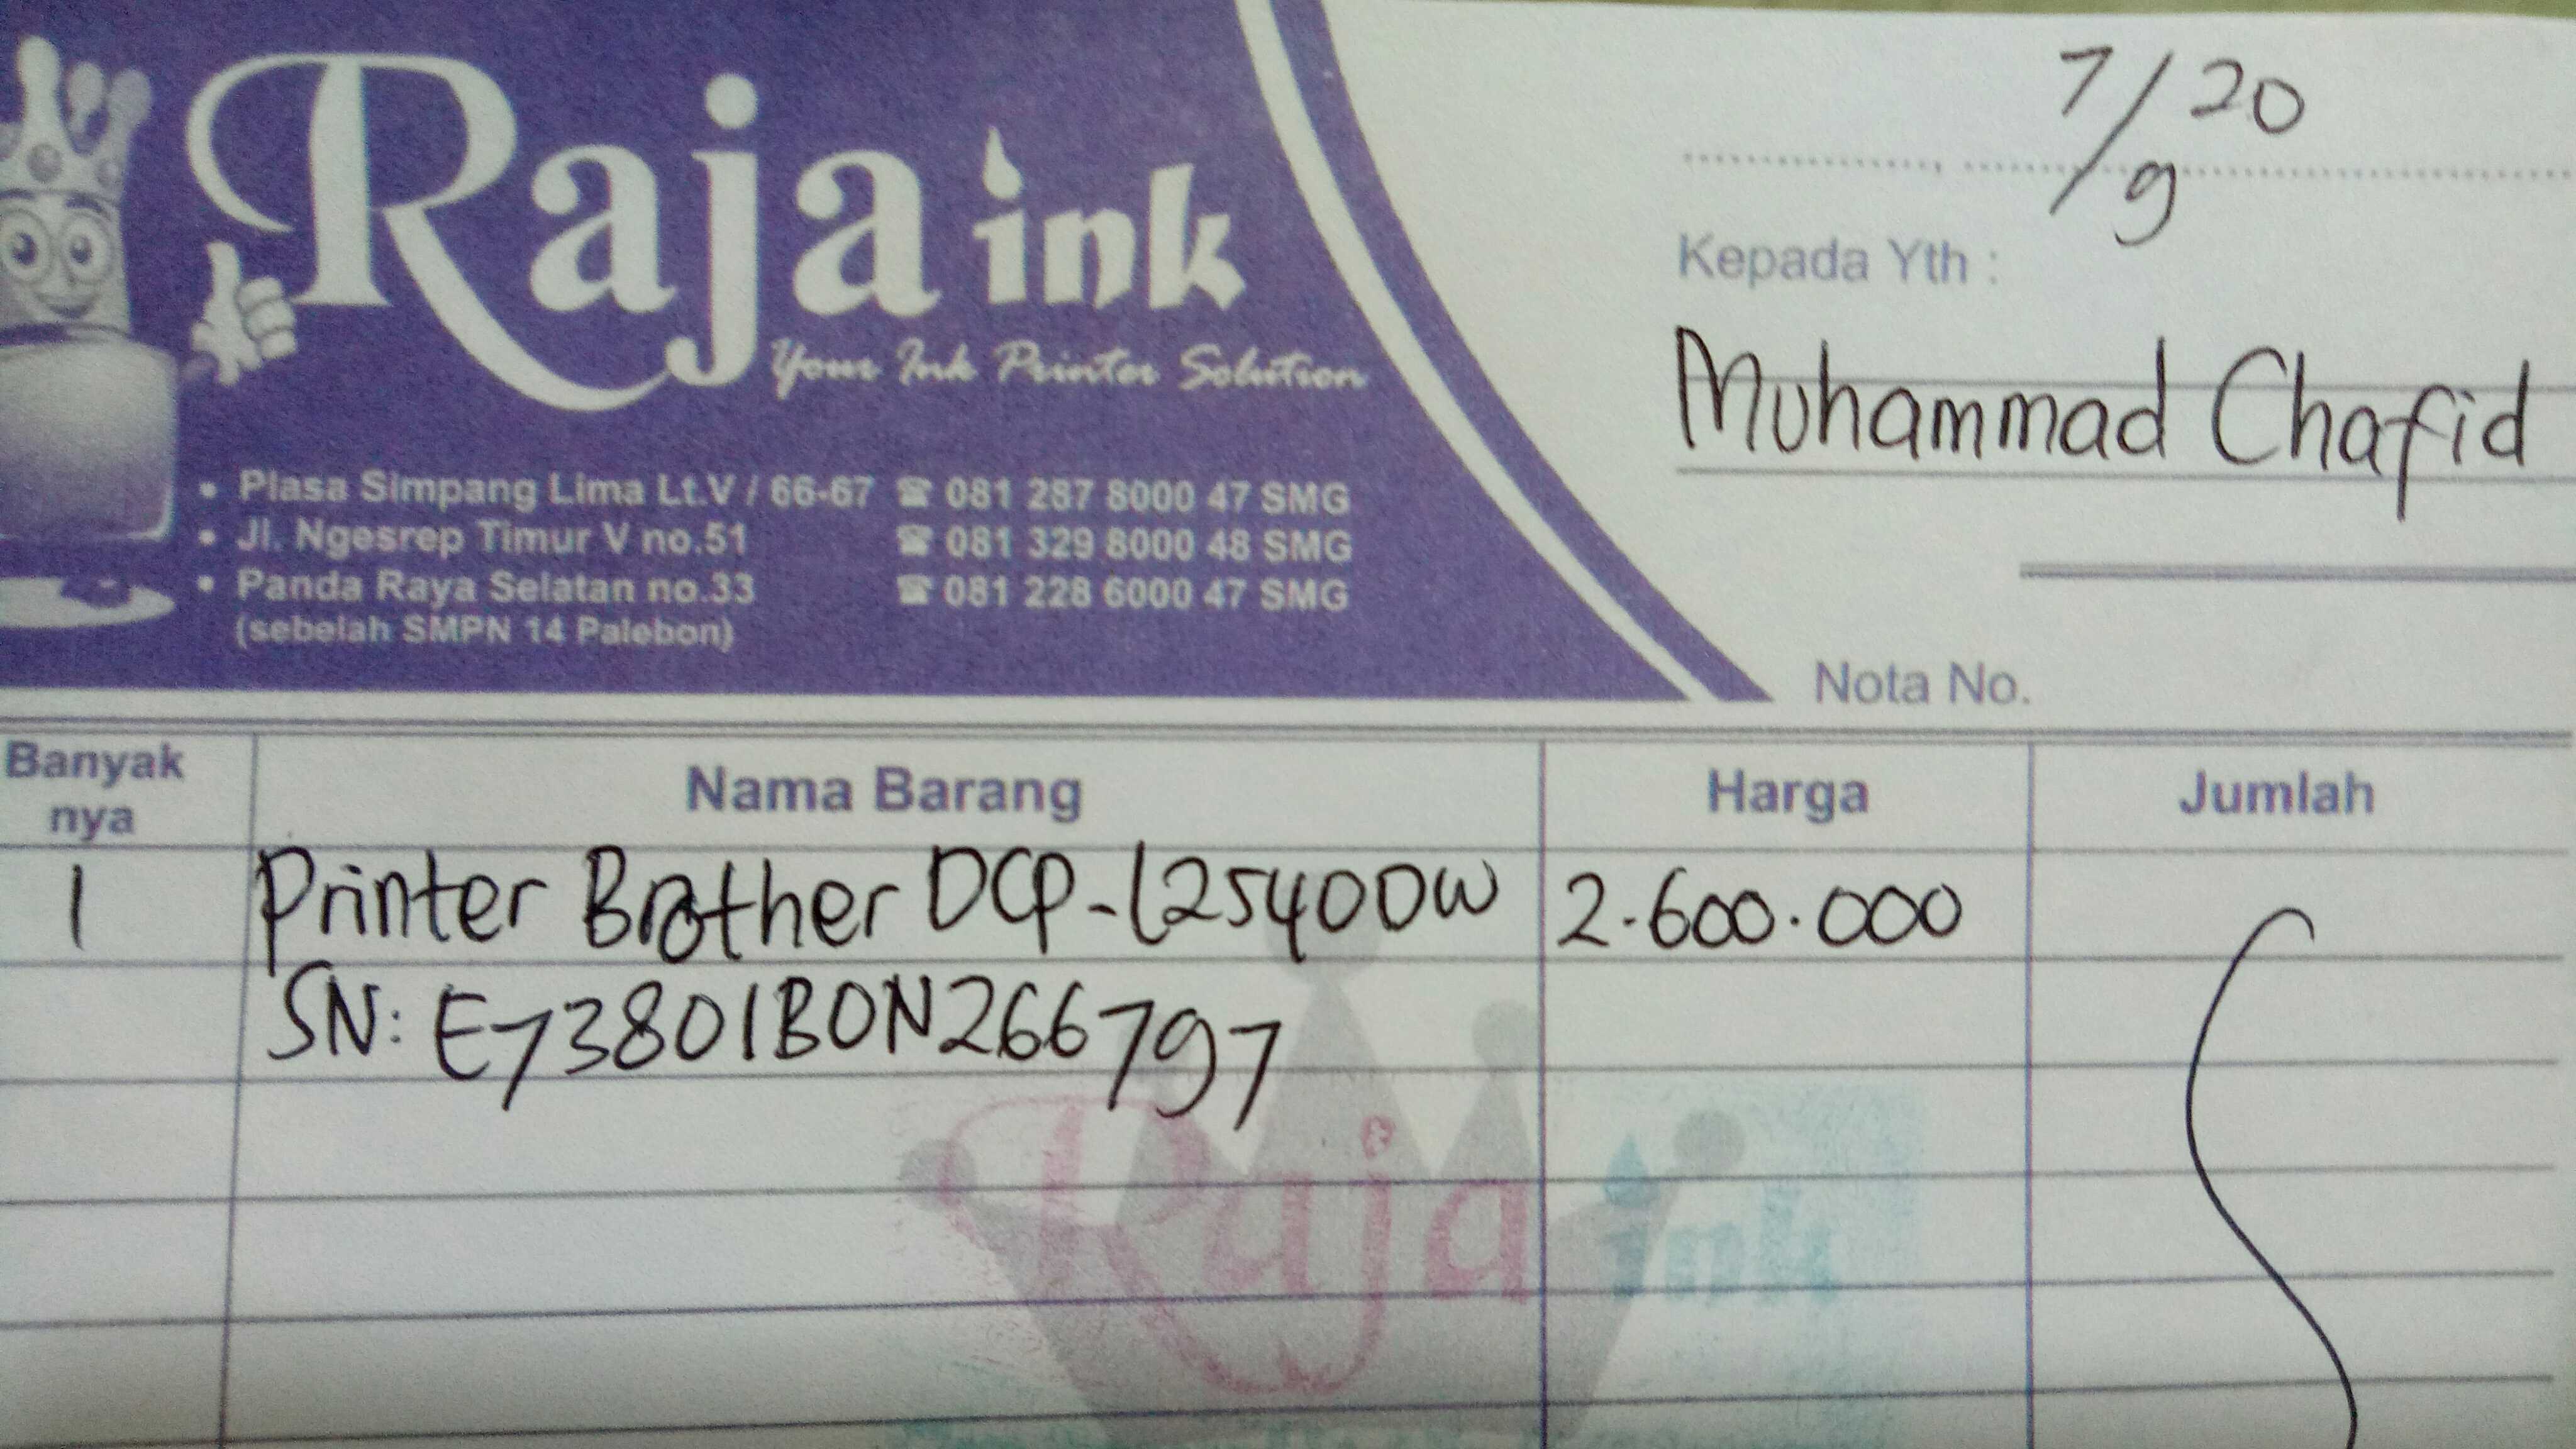 Raja ink
Your Ink Printer Solution
• Plasa Simpang Lima Lt.V / 66-67 ☎ 081 287 8000 47 SMG
• Jl. Ngesrep Timur V no.51 ☎ 081 329 8000 48 SMG
• Panda Raya Selatan no.33 ☎ 081 228 6000 47 SMG
(sebelah SMPN 14 Palebon)
7/9 20
Kepada Yth :
Muhammad Chafid
Nota No.
Banyak nya Nama Barang Harga Jumlah
1 Printer Brother DCP-L2540DW 2.600.000
SN: E73801B0N266797
Raja ink